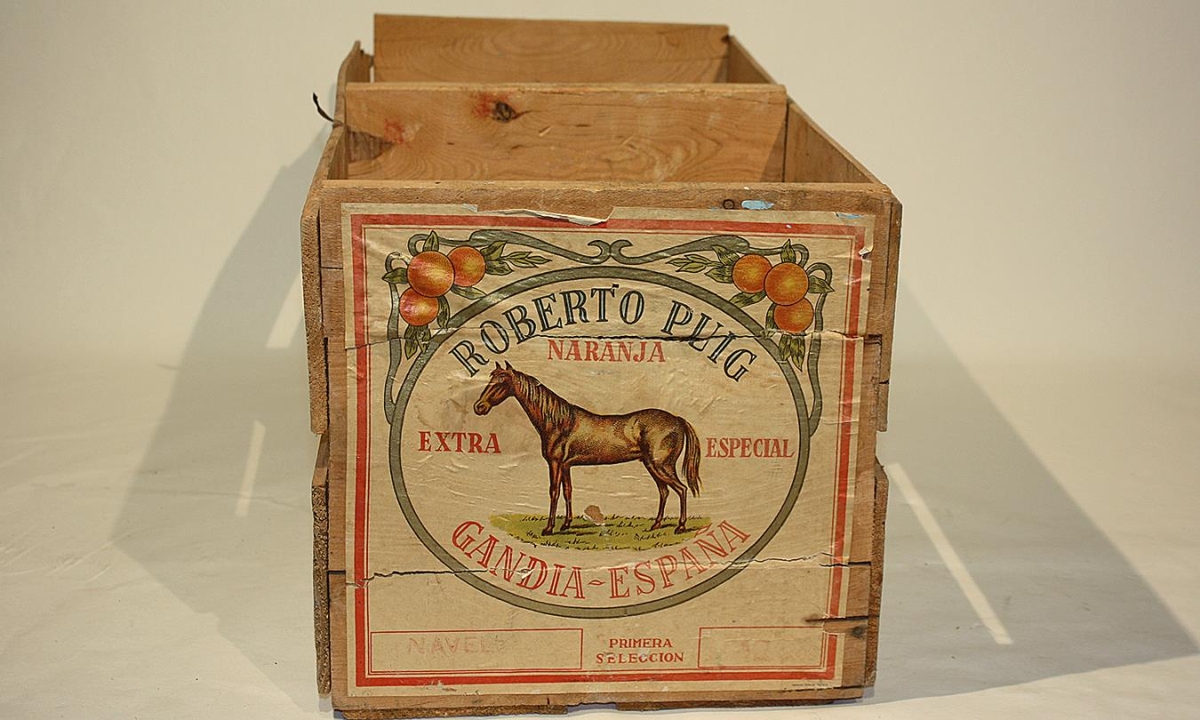 ROBERTO PUIG
NARANJA
EXTRA
ESPECIAL
GANDIA-ESPAÑA
PRIMERA
SELECCION